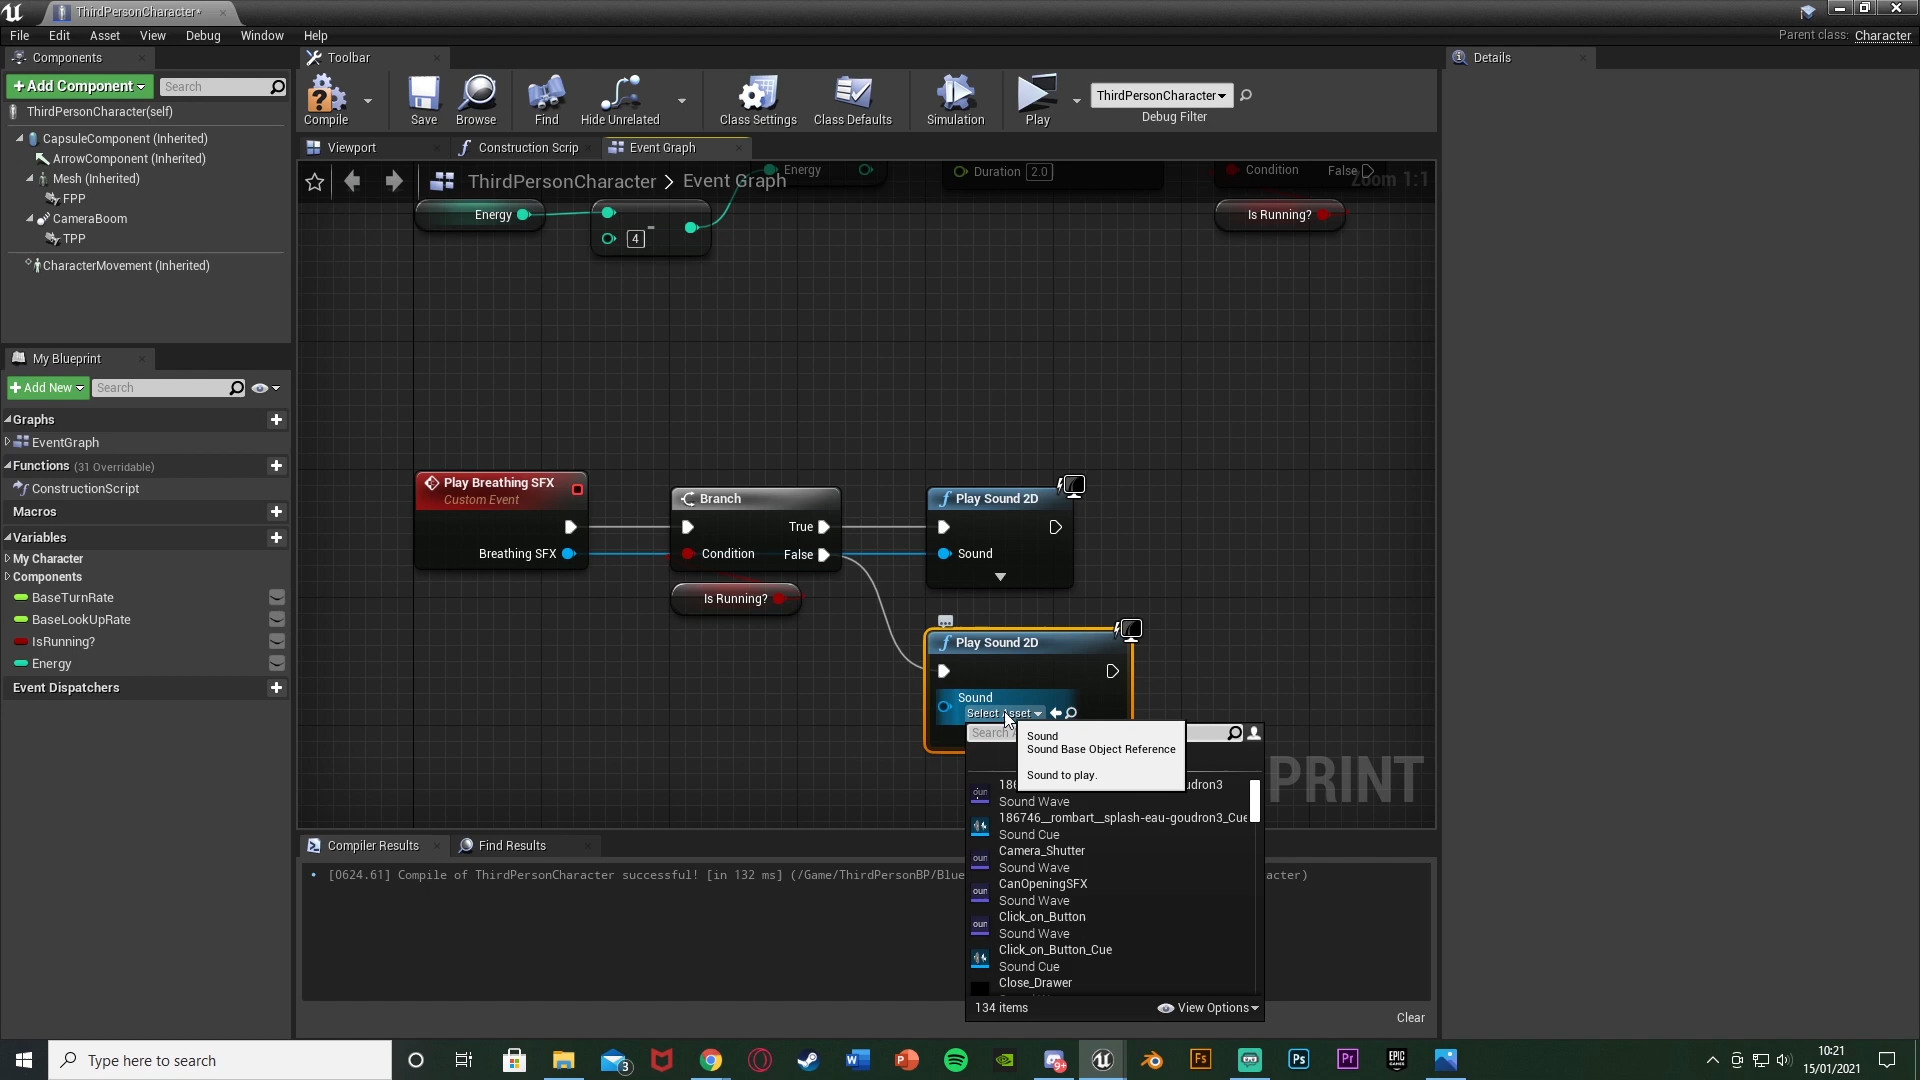 ThirdPersonCharacter*
File Edit Asset View Debug Window Help
Parent class: Character
Components
Toolbar
Details
Add Component
Search
ThirdPersonCharacter(self)
CapsuleComponent (Inherited)
ArrowComponent (Inherited)
Mesh (Inherited)
FPP
CameraBoom
TPP
CharacterMovement (Inherited)
Compile
Save
Browse
Find
Hide Unrelated
Class Settings
Class Defaults
Simulation
Play
ThirdPersonCharacter
Debug Filter
Viewport
Construction Scrip
Event Graph
ThirdPersonCharacter > Event Graph
Zoom 1:1
Energy
Duration 2.0
Condition False
Energy
4
Is Running?
My Blueprint
Add New
Search
Graphs
EventGraph
Functions (31 Overridable)
ConstructionScript
Macros
Variables
My Character
Components
BaseTurnRate
BaseLookUpRate
IsRunning?
Energy
Event Dispatchers
Play Breathing SFX
Custom Event
Breathing SFX
Branch
True
Condition False
Is Running?
Play Sound 2D
Sound
Play Sound 2D
Sound
Select Asset
Search
Sound
Sound Base Object Reference
Sound to play.
PRINT
Sound Wave
186746__rombart__splash-eau-goudron3_Cue
Sound Cue
Camera_Shutter
Sound Wave
CanOpeningSFX
Sound Wave
Click_on_Button
Sound Wave
Click_on_Button_Cue
Sound Cue
Close_Drawer
134 items
View Options
Compiler Results
Find Results
[0624.61] Compile of ThirdPersonCharacter successful! [in 132 ms] (/Game/ThirdPersonBP/Blue
acter)
Clear
Type here to search
10:21
15/01/2021